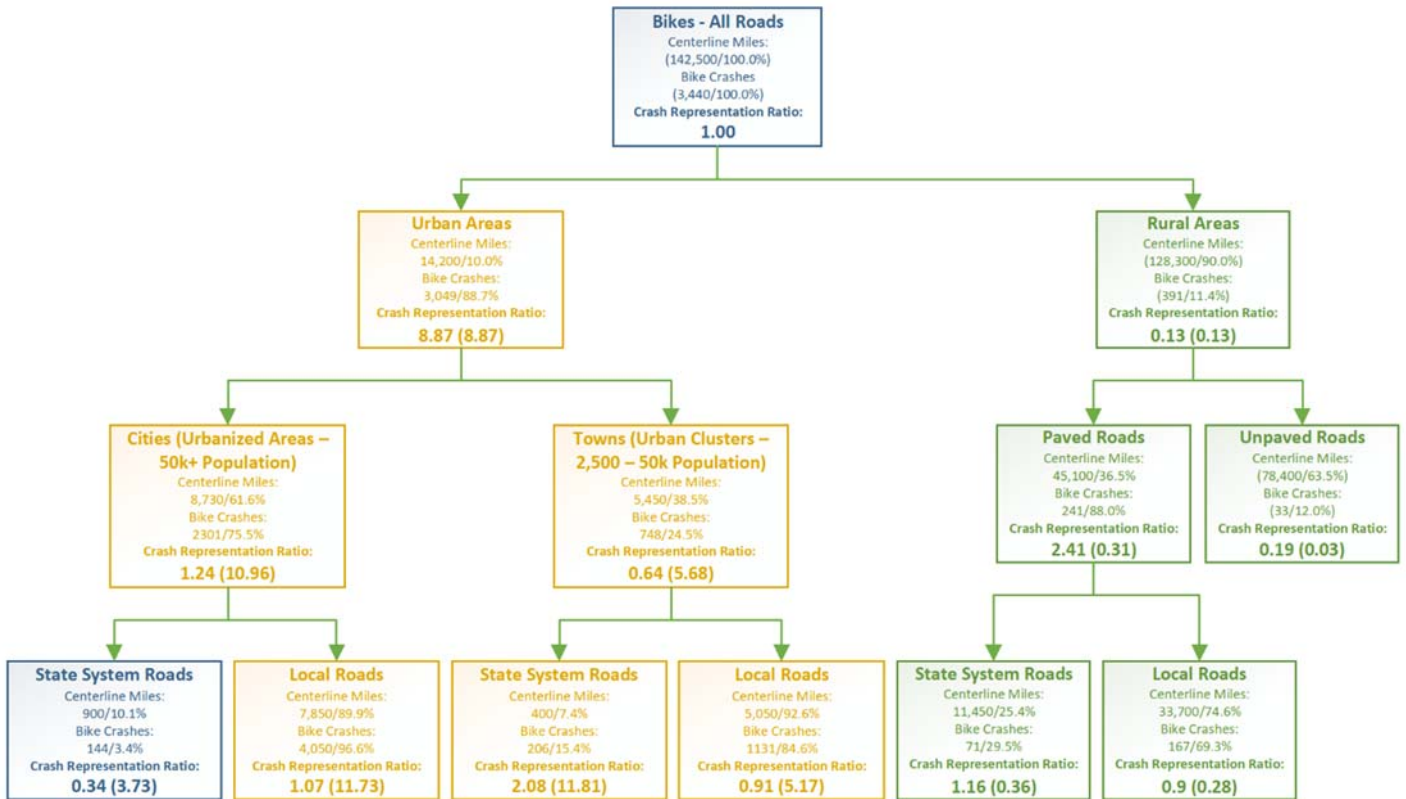 Bikes - All Roads
Centerline Miles:
(142,500/100.0%)
Bike Crashes
(3,440/100.0%)
Crash Representation Ratio:
1.00
Urban Areas
Centerline Miles:
14,200/10.0%
Bike Crashes:
3,049/88.7%
Crash Representation Ratio:
8.87 (8.87)
Rural Areas
Centerline Miles:
(128,300/90.0%)
Bike Crashes:
(391/11.4%)
Crash Representation Ratio:
0.13 (0.13)
Cities (Urbanized Areas –
50k+ Population)
Centerline Miles:
8,730/61.6%
Bike Crashes:
2301/75.5%
Crash Representation Ratio:
1.24 (10.96)
Towns (Urban Clusters –
2,500 – 50k Population)
Centerline Miles:
5,450/38.5%
Bike Crashes:
748/24.5%
Crash Representation Ratio:
0.64 (5.68)
Paved Roads
Centerline Miles:
45,100/36.5%
Bike Crashes:
241/88.0%
Crash Representation Ratio:
2.41 (0.31)
Unpaved Roads
Centerline Miles:
(78,400/63.5%)
Bike Crashes:
(33/12.0%)
Crash Representation Ratio:
0.19 (0.03)
State System Roads
Centerline Miles:
900/10.1%
Bike Crashes:
144/3.4%
Crash Representation Ratio:
0.34 (3.73)
Local Roads
Centerline Miles:
7,850/89.9%
Bike Crashes:
4,050/96.6%
Crash Representation Ratio:
1.07 (11.73)
State System Roads
Centerline Miles:
400/7.4%
Bike Crashes:
206/15.4%
Crash Representation Ratio:
2.08 (11.81)
Local Roads
Centerline Miles:
5,050/92.6%
Bike Crashes:
1131/84.6%
Crash Representation Ratio:
0.91 (5.17)
State System Roads
Centerline Miles:
11,450/25.4%
Bike Crashes:
71/29.5%
Crash Representation Ratio:
1.16 (0.36)
Local Roads
Centerline Miles:
33,700/74.6%
Bike Crashes:
167/69.3%
Crash Representation Ratio:
0.9 (0.28)